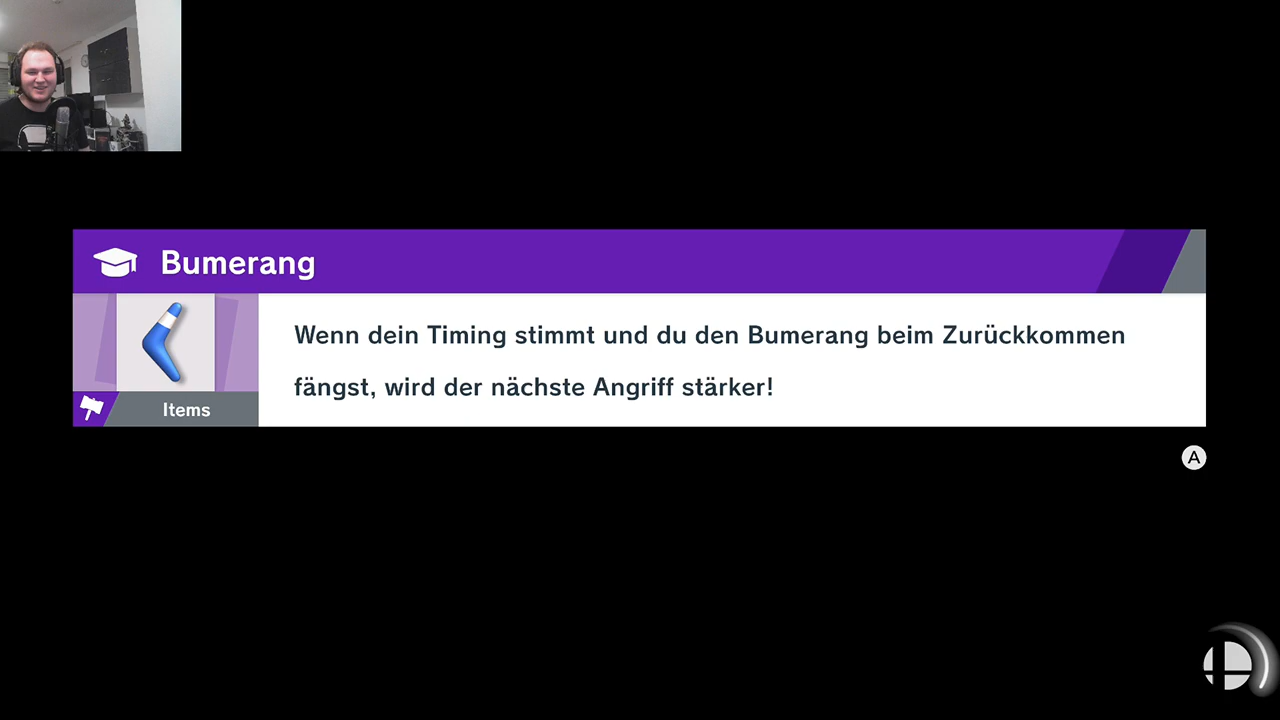 Bumerang
Wenn dein Timing stimmt und du den Bumerang beim Zurückkommen
fängst, wird der nächste Angriff stärker!
Items
A